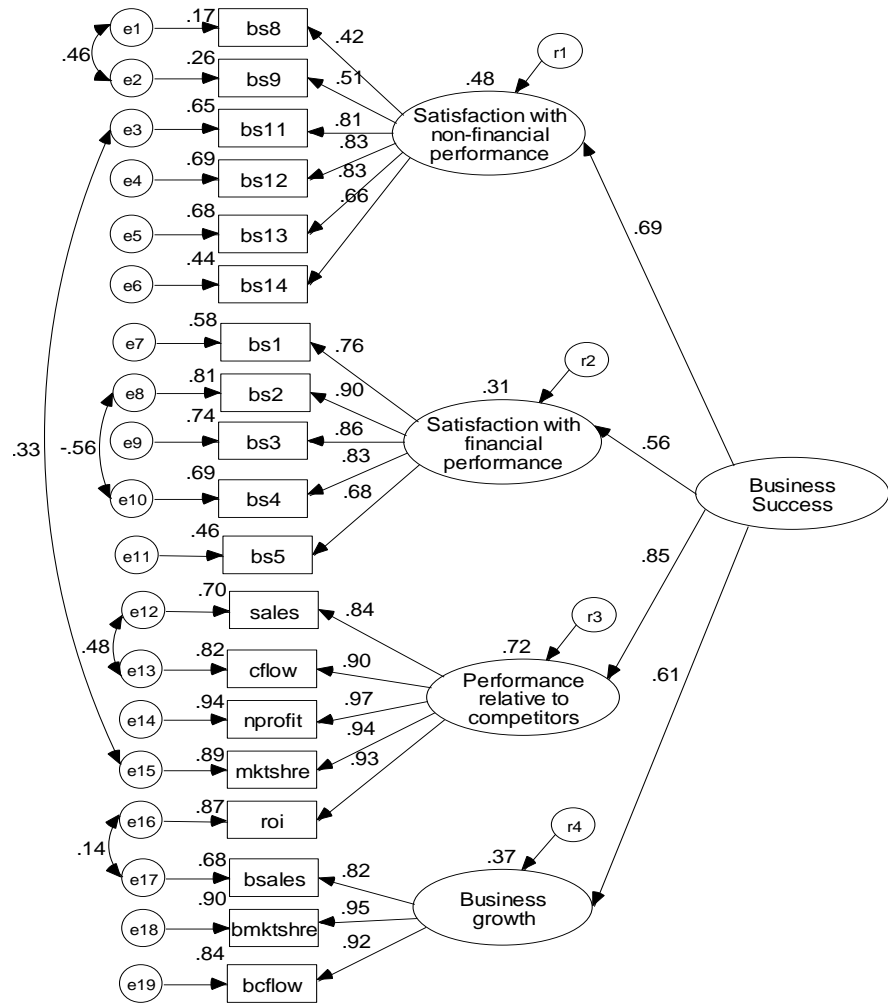 e1
.17
bs8
.42
.46
e2
.26
bs9
.51
.48
r1
e3
.65
bs11
.81
Satisfaction with
non-financial
performance
e4
.69
bs12
.83
e5
.68
bs13
.83
e6
.44
bs14
.66
.69
e7
.58
bs1
.76
r2
e8
.81
bs2
.90
.31
e9
.74
bs3
.86
Satisfaction with
financial
performance
.33
-.56
e10
.69
bs4
.83
.56
Business
Success
e11
.46
bs5
.68
.85
e12
.70
sales
.84
r3
.48
e13
.82
cflow
.90
.72
.61
e14
.94
nprofit
.97
Performance
relative to
competitors
e15
.89
mktshre
.94
e16
.87
roi
.93
r4
.14
e17
.68
bsales
.82
.37
e18
.90
bmktshre
.95
Business
growth
e19
.84
bcflow
.92